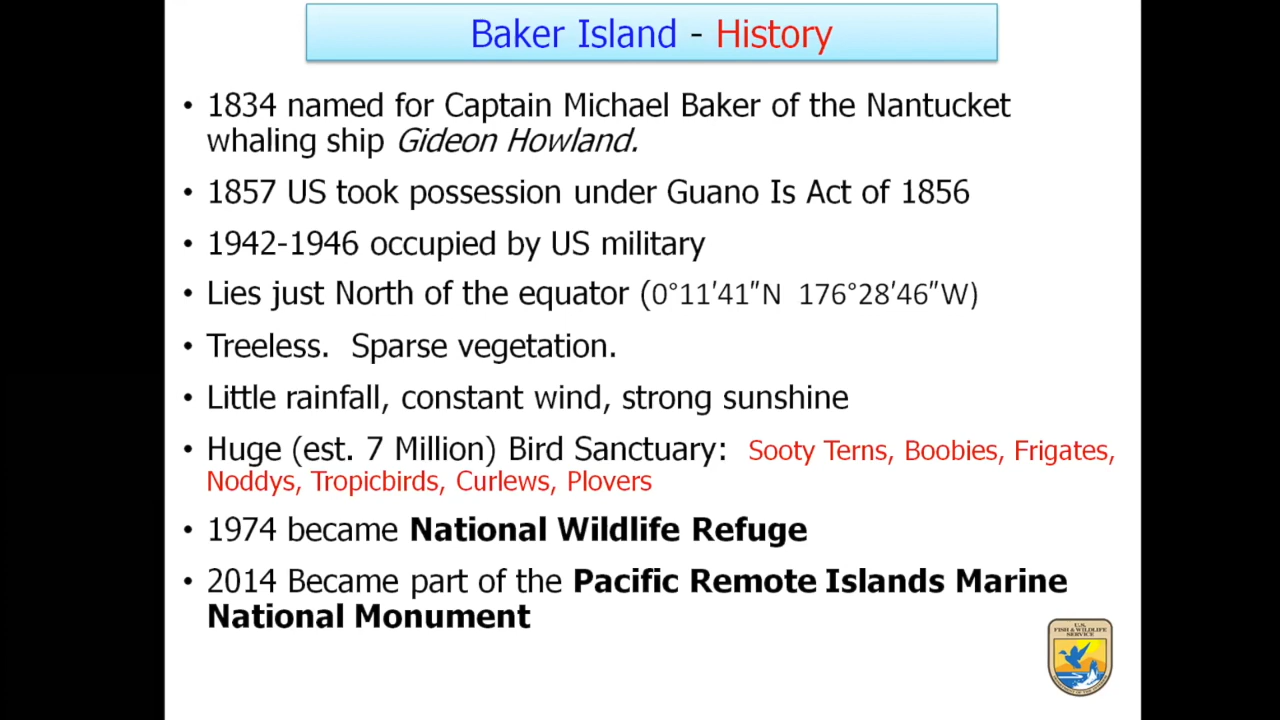 Baker Island - History
• 1834 named for Captain Michael Baker of the Nantucket
whaling ship Gideon Howland.
• 1857 US took possession under Guano Is Act of 1856
• 1942-1946 occupied by US military
• Lies just North of the equator (0°11′41″N 176°28′46″W)
• Treeless. Sparse vegetation.
• Little rainfall, constant wind, strong sunshine
• Huge (est. 7 Million) Bird Sanctuary: Sooty Terns, Boobies, Frigates,
Noddys, Tropicbirds, Curlews, Plovers
• 1974 became National Wildlife Refuge
• 2014 Became part of the Pacific Remote Islands Marine
National Monument
U.S.
FISH & WILDLIFE
SERVICE